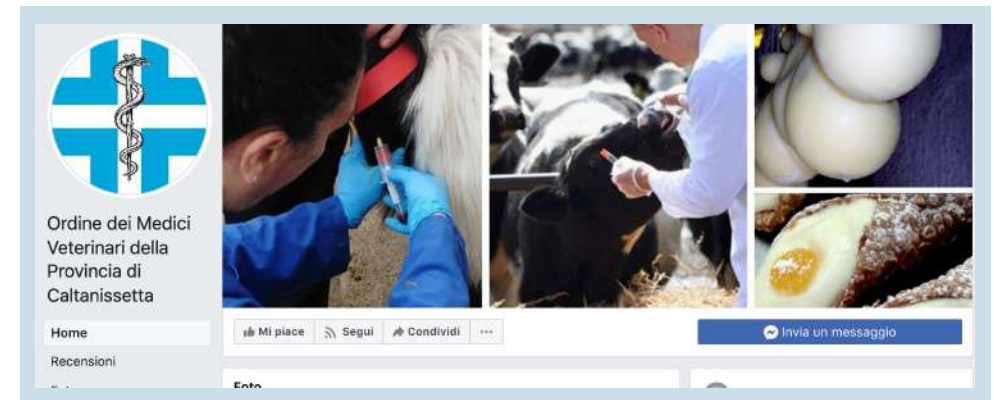 Ordine dei Medici
Veterinari della
Provincia di
Caltanissetta
Home
Recensioni
Mi piace Segui Condividi ...
Invia un messaggio
Foto